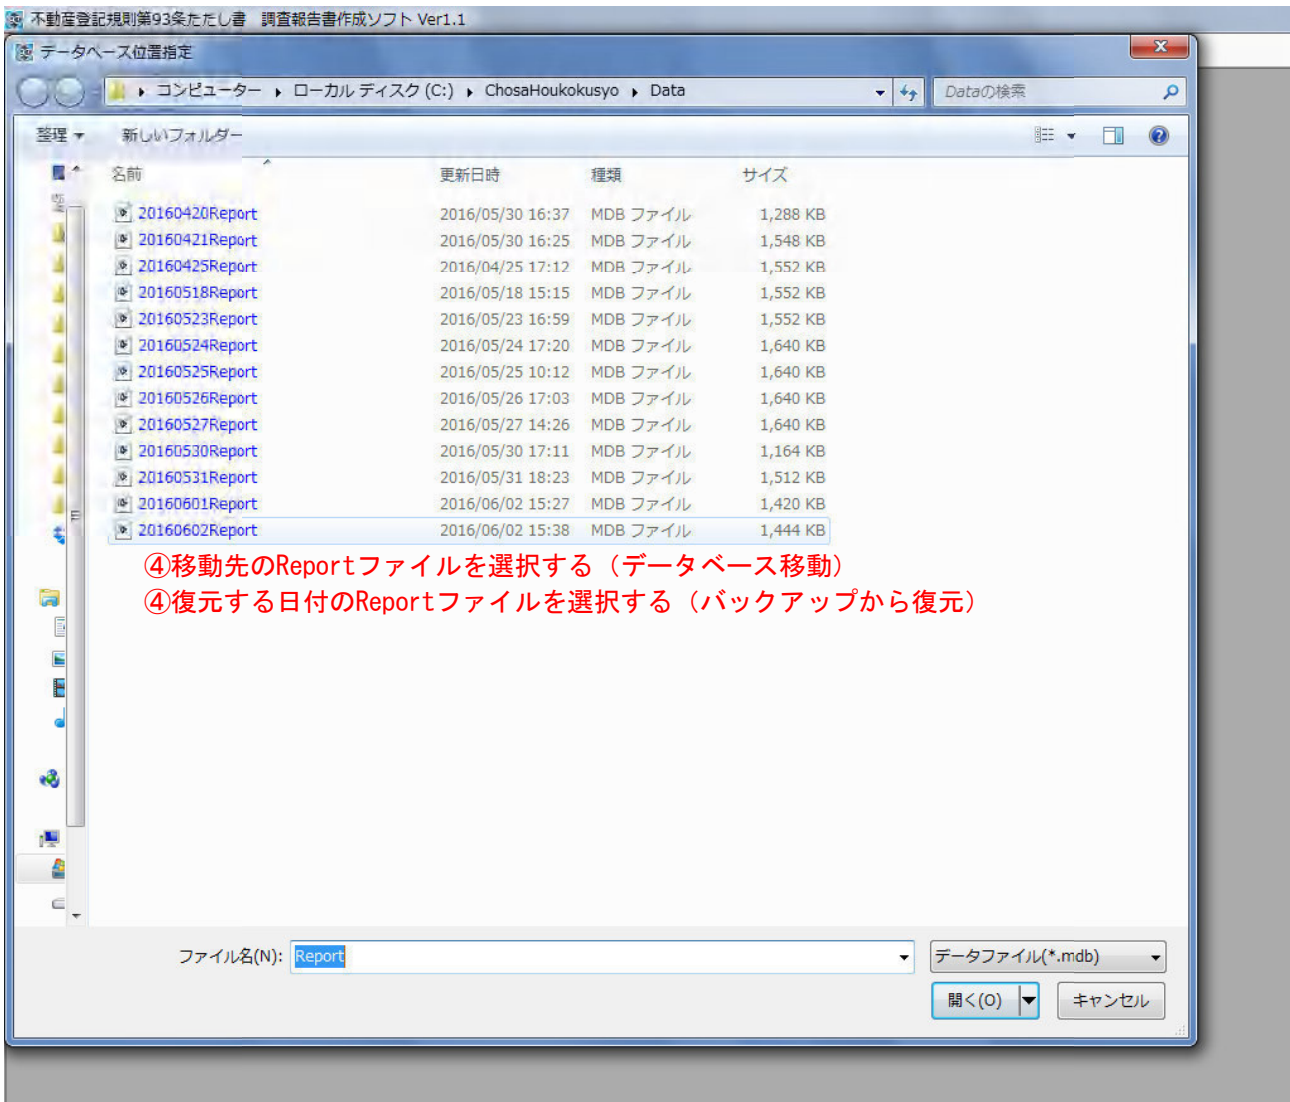 不動産登記規則第93条ただし書　調査報告書作成ソフト Ver1.1
データベース位置指定
コンピューター ▸ ローカル ディスク (C:) ▸ ChosaHoukokusyo ▸ Data
Dataの検索
整理 ▼ 新しいフォルダー
名前 更新日時 種類 サイズ
20160420Report 2016/05/30 16:37 MDB ファイル 1,288 KB
20160421Report 2016/05/30 16:25 MDB ファイル 1,548 KB
20160425Report 2016/04/25 17:12 MDB ファイル 1,552 KB
20160518Report 2016/05/18 15:15 MDB ファイル 1,552 KB
20160523Report 2016/05/23 16:59 MDB ファイル 1,552 KB
20160524Report 2016/05/24 17:20 MDB ファイル 1,640 KB
20160525Report 2016/05/25 10:12 MDB ファイル 1,640 KB
20160526Report 2016/05/26 17:03 MDB ファイル 1,640 KB
20160527Report 2016/05/27 14:26 MDB ファイル 1,640 KB
20160530Report 2016/05/30 17:11 MDB ファイル 1,164 KB
20160531Report 2016/05/31 18:23 MDB ファイル 1,512 KB
20160601Report 2016/06/02 15:27 MDB ファイル 1,420 KB
20160602Report 2016/06/02 15:38 MDB ファイル 1,444 KB
④移動先のReportファイルを選択する（データベース移動）
④復元する日付のReportファイルを選択する（バックアップから復元）
ファイル名(N): Report データファイル(*.mdb)
開く(O) キャンセル